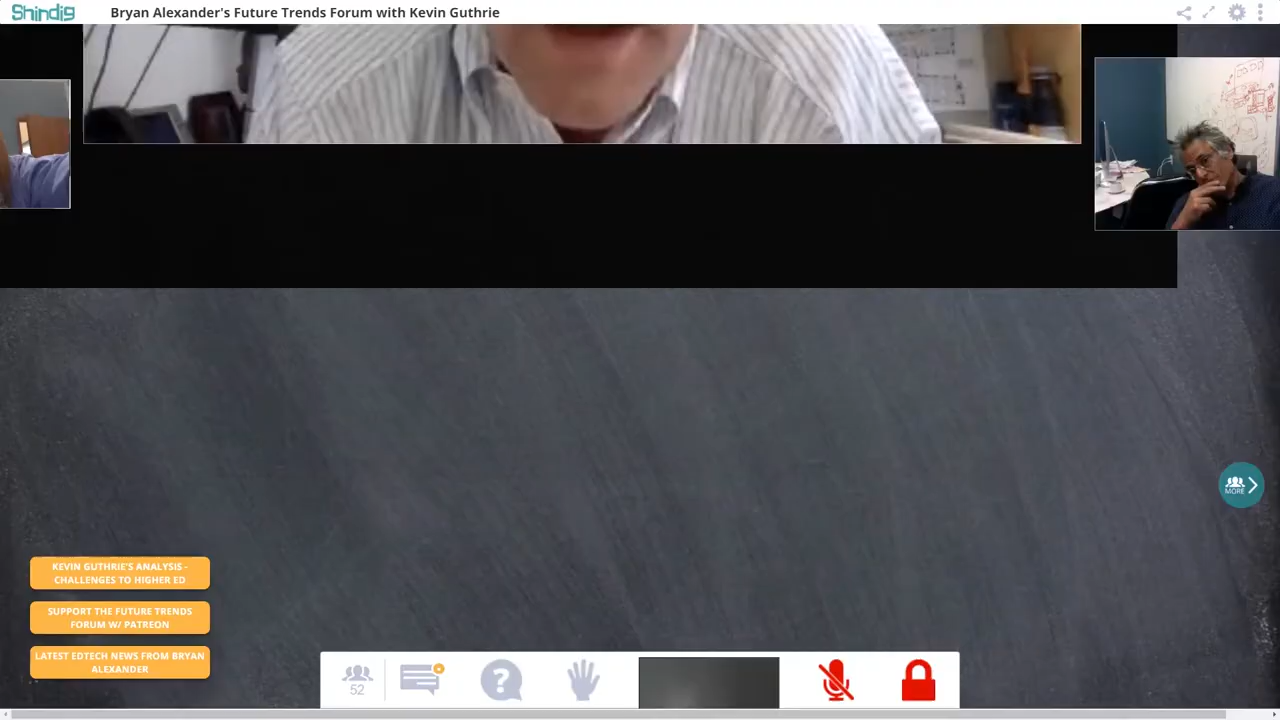 Shindig
Bryan Alexander's Future Trends Forum with Kevin Guthrie
MORE
KEVIN GUTHRIE'S ANALYSIS -
CHALLENGES TO HIGHER ED
SUPPORT THE FUTURE TRENDS
FORUM W/ PATREON
LATEST EDTECH NEWS FROM BRYAN
ALEXANDER
52